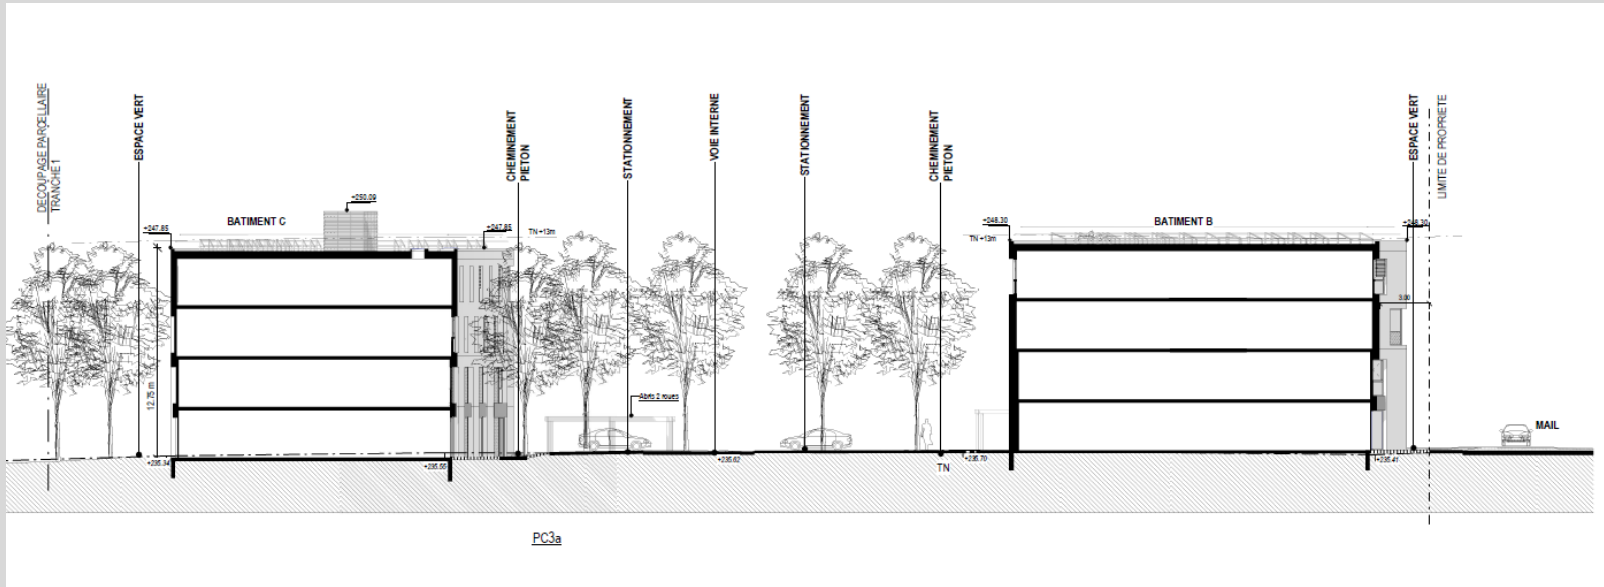 DECOUPAGE PARCELLAIRE
TRANCHE 1
ESPACE VERT
CHEMINEMENT
PIETON
STATIONNEMENT
VOIE INTERNE
STATIONNEMENT
CHEMINEMENT
PIETON
ESPACE VERT
LIMITE DE PROPRIETE
+250.09
+247.85
BATIMENT C
+247.85
TN +13m
+248.30
BATIMENT B
+248.30
TN +13m
3.00
12.75 m
Abris 2 roues
MAIL
+235.34
+235.55
+235.62
+235.70
TN
+235.41
PC3a